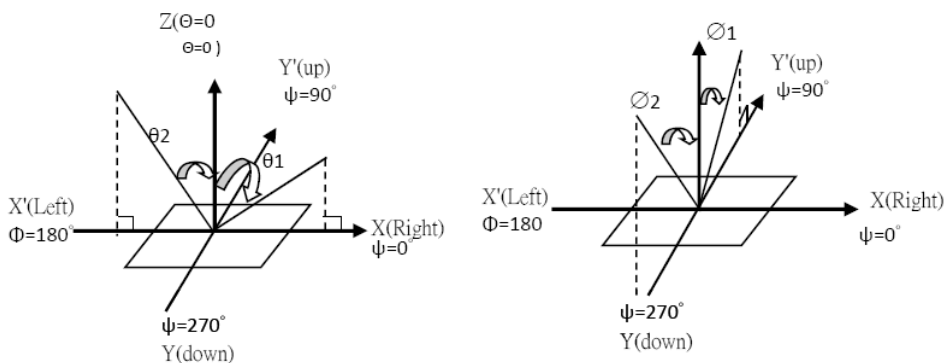 Z(Θ=0
Θ=0 )
Y'(up)
ψ=90°
θ2
θ1
X'(Left)
Φ=180°
X(Right)
ψ=0°
ψ=270°
Y(down)
∅1
Y'(up)
ψ=90°
∅2
X'(Left)
Φ=180
X(Right)
ψ=0°
ψ=270°
Y(down)